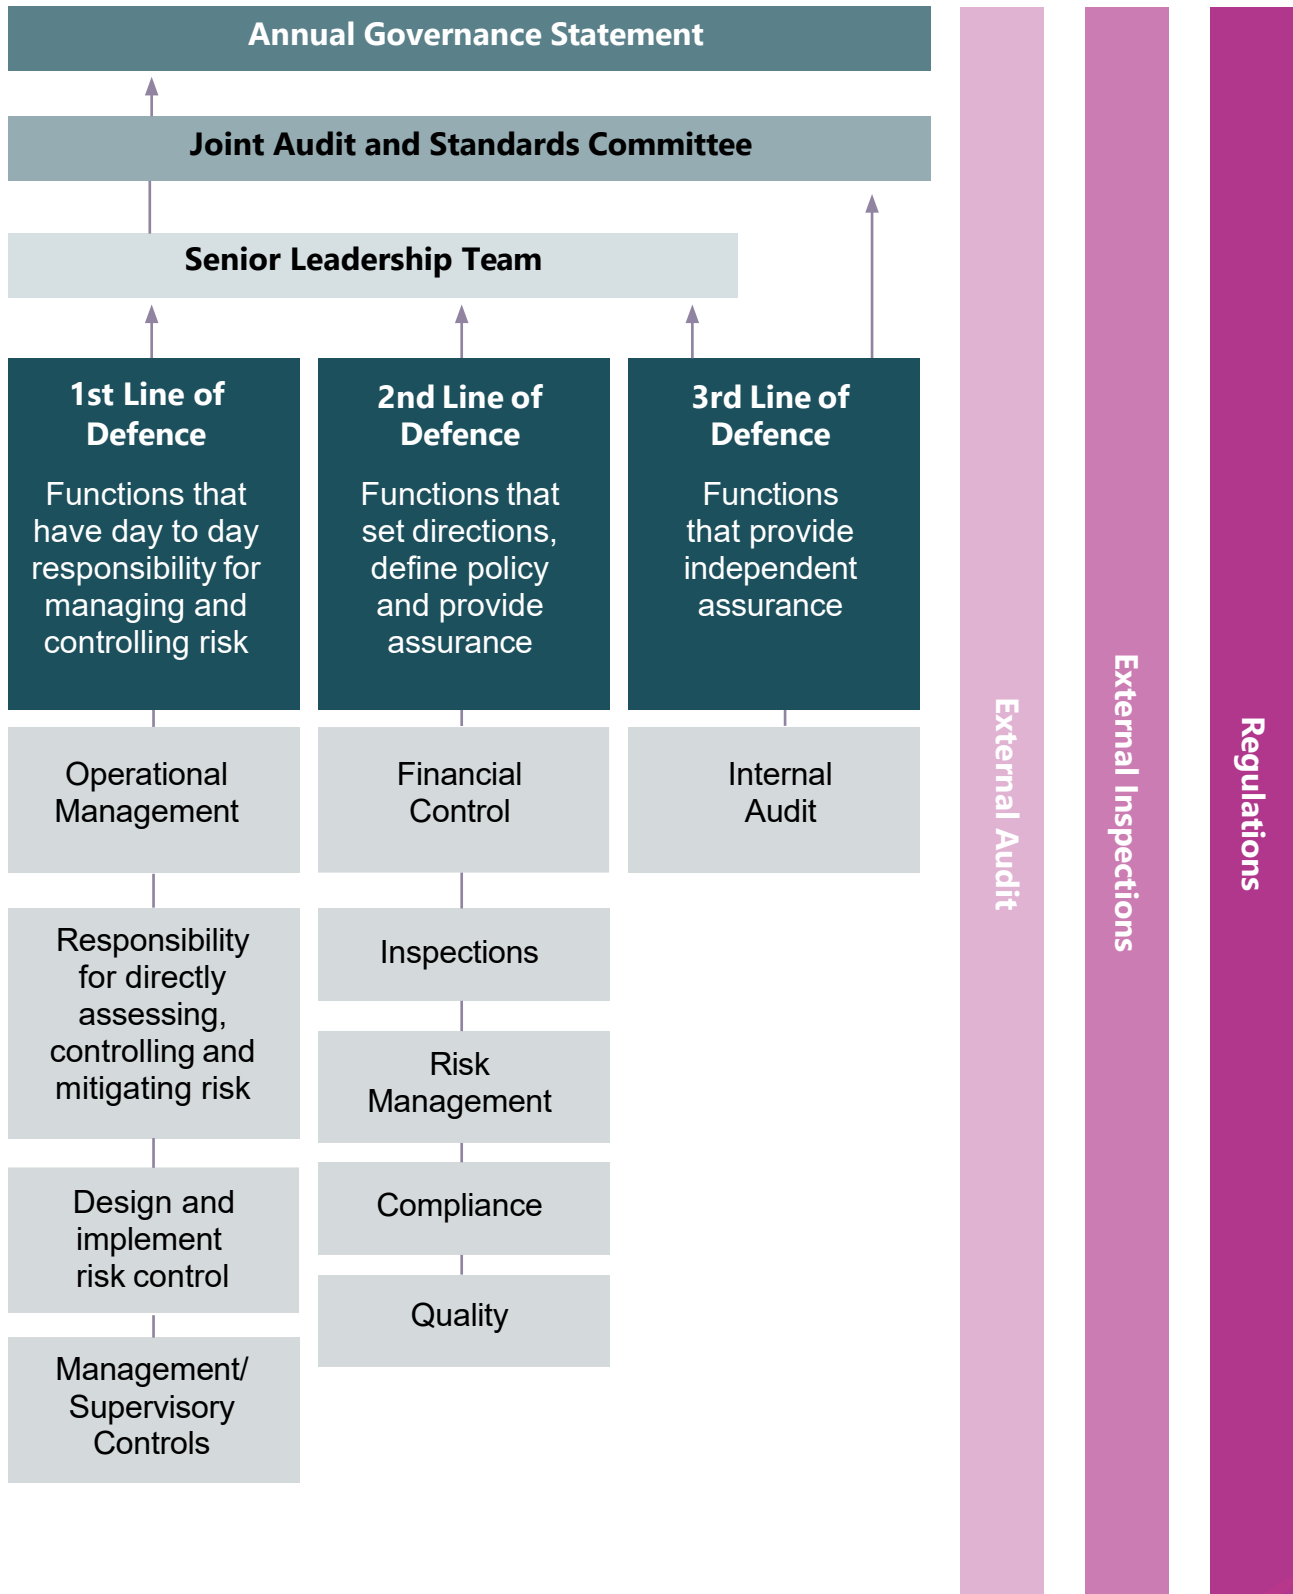 Annual Governance Statement
Joint Audit and Standards Committee
Senior Leadership Team
1st Line of
Defence
Functions that
have day to day
responsibility for
managing and
controlling risk
2nd Line of
Defence
Functions that
set directions,
define policy
and provide
assurance
3rd Line of
Defence
Functions
that provide
independent
assurance
Operational
Management
Responsibility
for directly
assessing,
controlling and
mitigating risk
Design and
implement
risk control
Management/
Supervisory
Controls
Financial
Control
Inspections
Risk
Management
Compliance
Quality
Internal
Audit
External Audit
External Inspections
Regulations